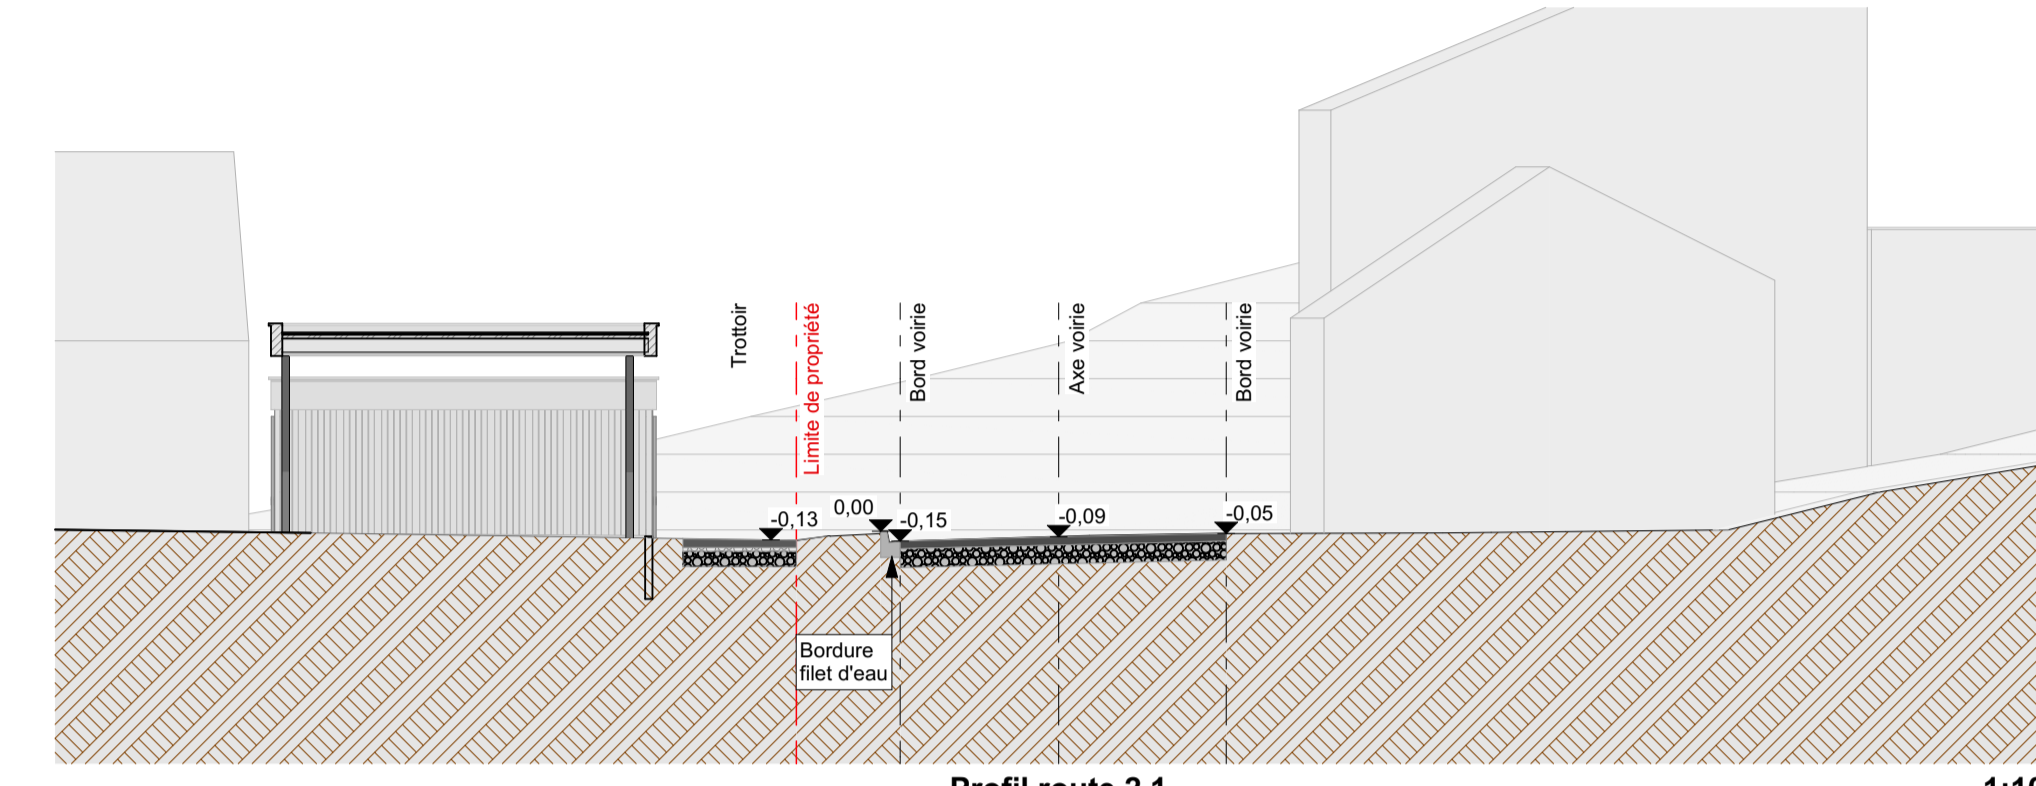 Trottoir
Limite de propriété
Bord voirie
Axe voirie
Bord voirie
-0,13
0,00
-0,15
-0,09
-0,05
Bordure
filet d'eau